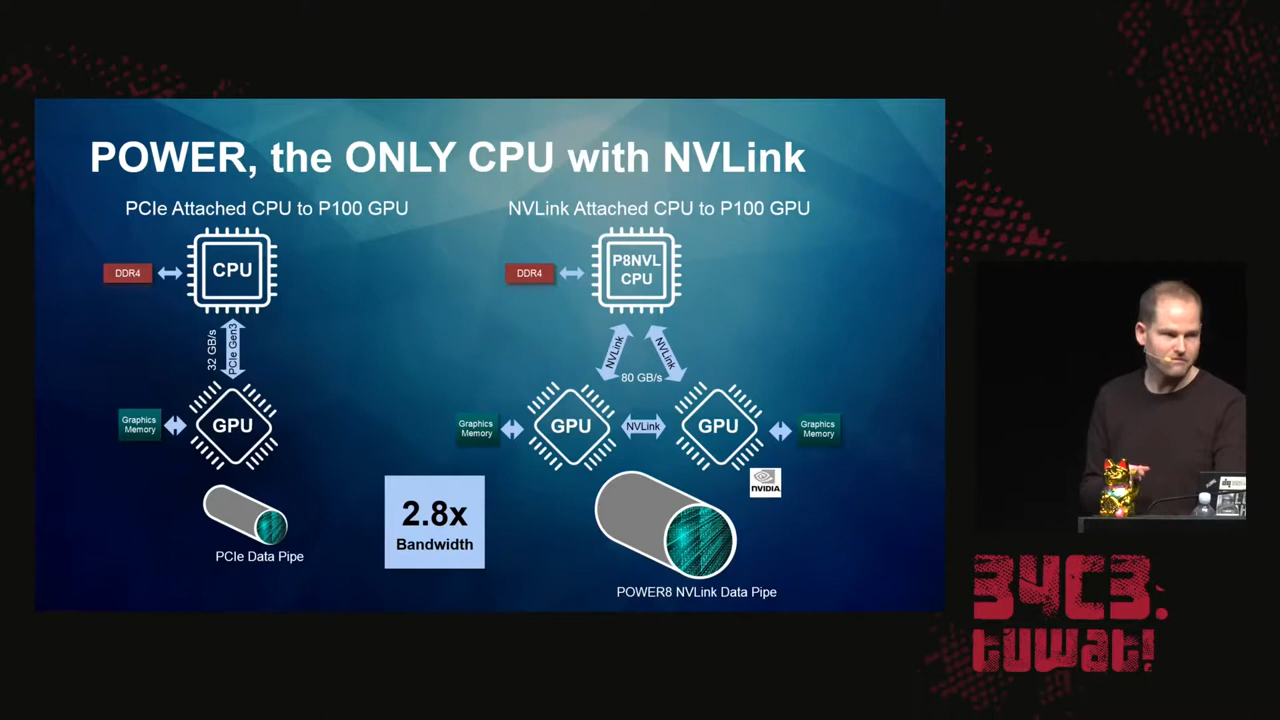 POWER, the ONLY CPU with NVLink
PCIe Attached CPU to P100 GPU
DDR4
CPU
32 GB/s
PCIe Gen3
Graphics
Memory
GPU
PCIe Data Pipe
2.8x
Bandwidth
NVLink Attached CPU to P100 GPU
DDR4
P8NVL
CPU
NVLink
NVLink
80 GB/s
Graphics
Memory
GPU
NVLink
GPU
Graphics
Memory
NVIDIA
POWER8 NVLink Data Pipe
34C3.
tuwat!